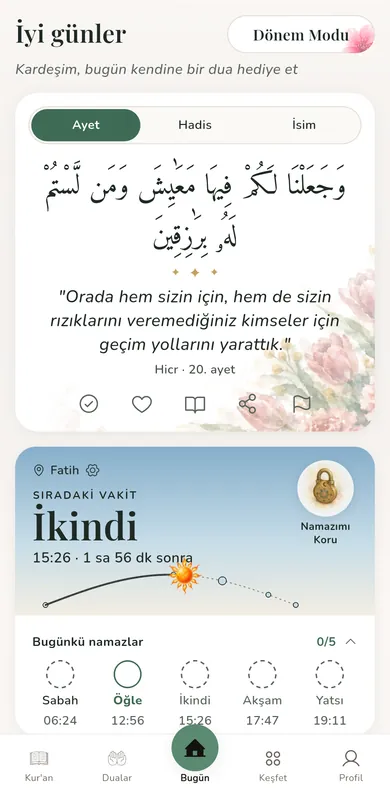 İyi günler
Dönem Modu
Kardeşim, bugün kendine bir dua hediye et
Ayet
Hadis
İsim
وَجَعَلْنَا لَكُمْ فِيهَا مَعَٰيِشَ وَمَن لَّسْتُمْ
لَهُۥ بِرَٰزِقِينَ
"Orada hem sizin için, hem de sizin
rızıklarını veremediğiniz kimseler için
geçim yollarını yarattık."
Hicr · 20. ayet
Fatih
SIRADAKİ VAKİT
İkindi
15:26 · 1 sa 56 dk sonra
Namazımı
Koru
Bugünkü namazlar
0/5
Sabah Öğle İkindi Akşam Yatsı
06:24 12:56 15:26 17:47 19:11
Kur'an Dualar Bugün Keşfet Profil